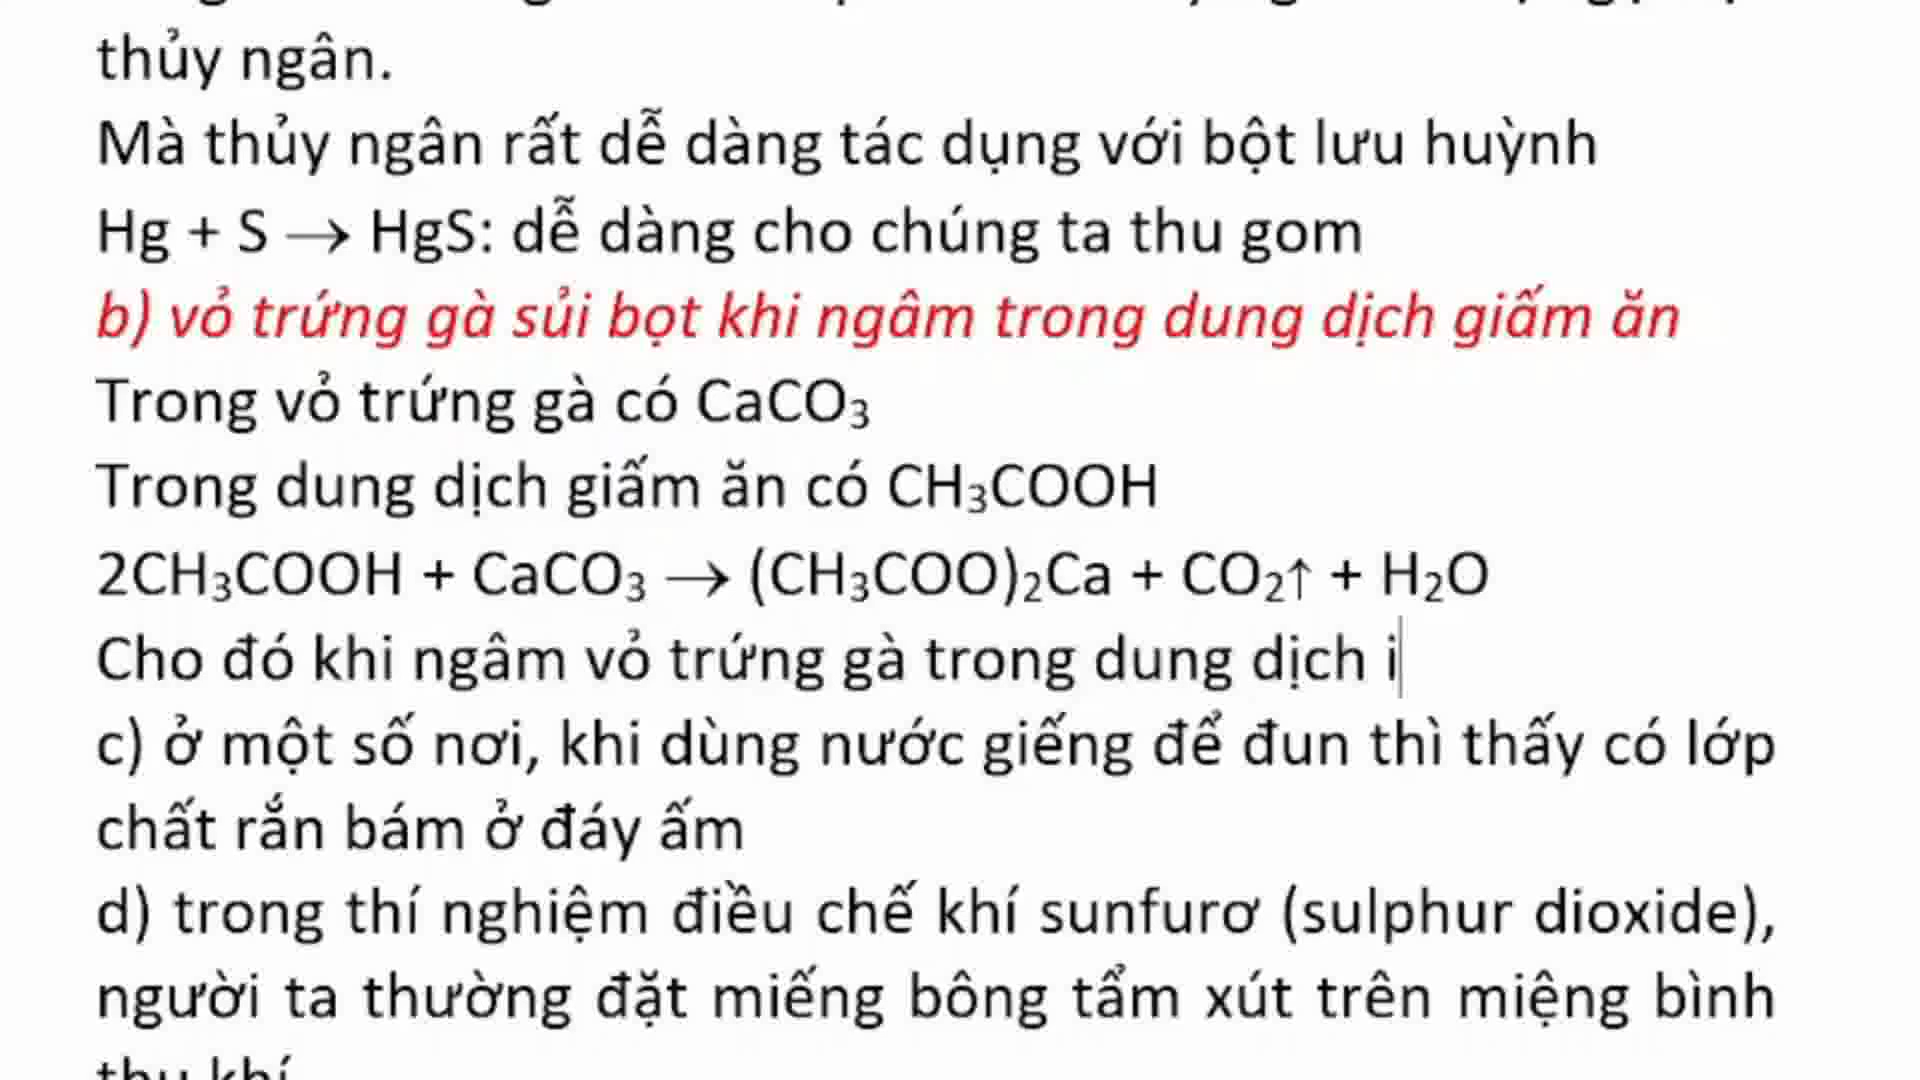 thủy ngân.
Mà thủy ngân rất dễ dàng tác dụng với bột lưu huỳnh
Hg + S → HgS: dễ dàng cho chúng ta thu gom
b) vỏ trứng gà sủi bọt khi ngâm trong dung dịch giấm ăn
Trong vỏ trứng gà có CaCO₃
Trong dung dịch giấm ăn có CH₃COOH
2CH₃COOH + CaCO₃ → (CH₃COO)₂Ca + CO₂↑ + H₂O
Cho đó khi ngâm vỏ trứng gà trong dung dịch i
c) ở một số nơi, khi dùng nước giếng để đun thì thấy có lớp
chất rắn bám ở đáy ấm
d) trong thí nghiệm điều chế khí sunfurơ (sulphur dioxide),
người ta thường đặt miếng bông tẩm xút trên miệng bình
thu khí